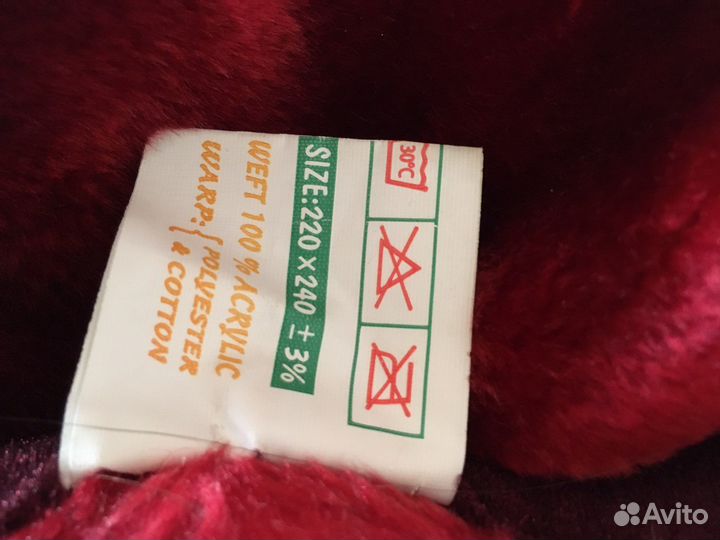 WEFT 100 % ACRYLIC
WARP:{ POLYESTER
& COTTON
SIZE:220 × 240 ± 3%
30°C
Avito